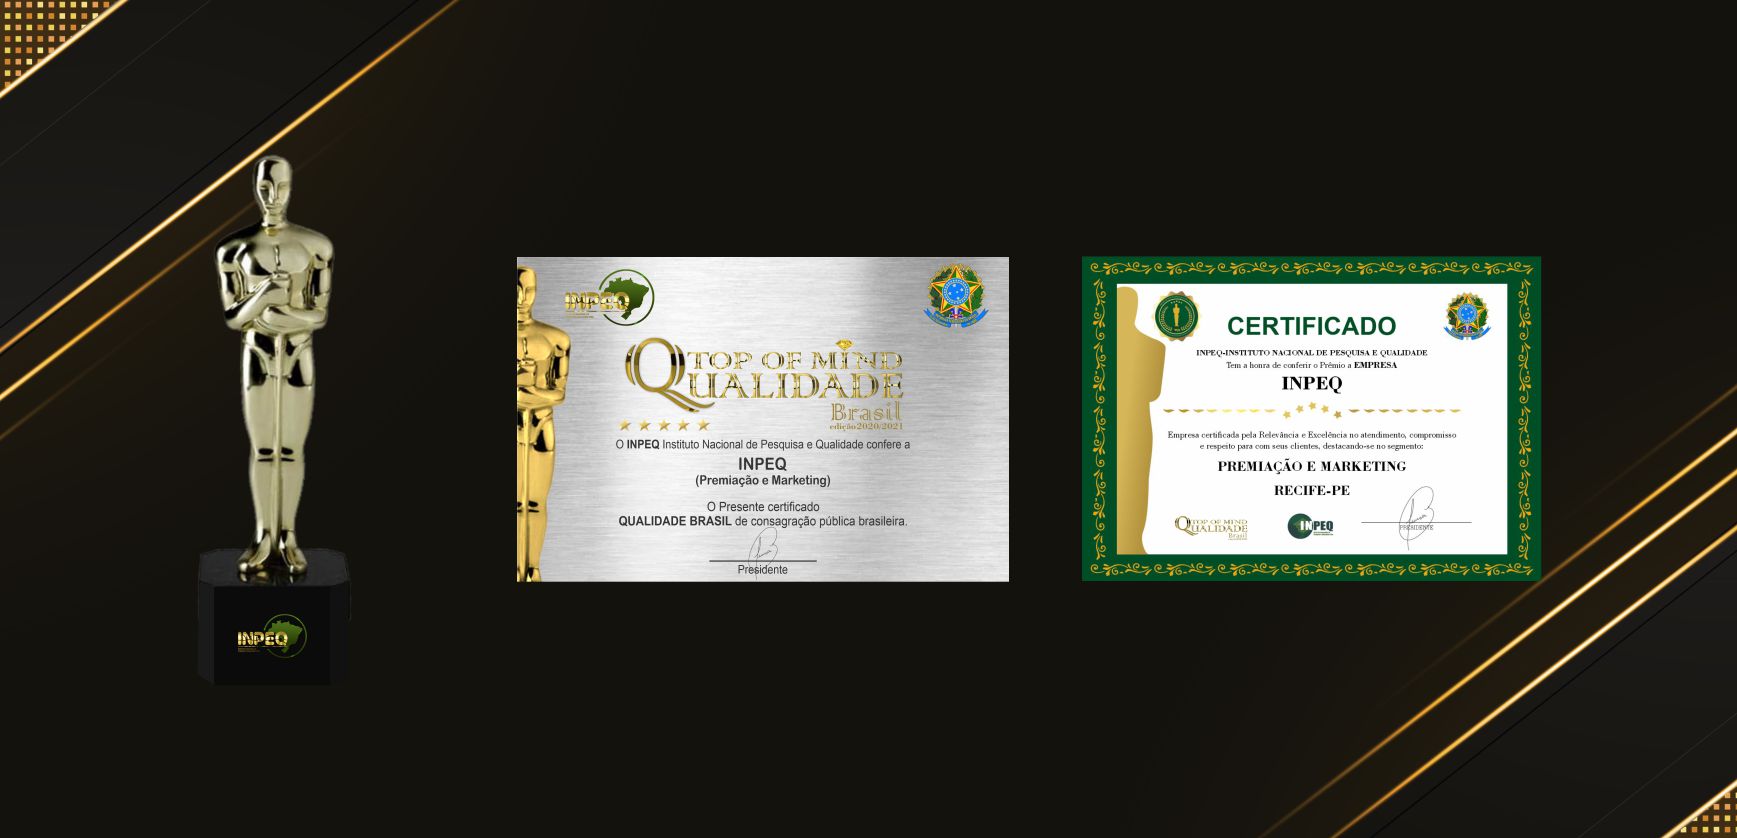 INPEQ
INPEQ
TOP OF MIND
QUALIDADE
Brasil
edição 2020/2021
O INPEQ Instituto Nacional de Pesquisa e Qualidade confere a
INPEQ
(Premiação e Marketing)
O Presente certificado
QUALIDADE BRASIL de consagração pública brasileira.
Presidente
CERTIFICADO
INPEQ-INSTITUTO NACIONAL DE PESQUISA E QUALIDADE
Tem a honra de conferir o Prêmio a EMPRESA
INPEQ
Empresa certificada pela Relevância e Excelência no atendimento, compromisso
e respeito para com seus clientes, destacando-se no segmento:
PREMIAÇÃO E MARKETING
RECIFE-PE
TOP OF MIND
QUALIDADE
Brasil
INPEQ
PRESIDENTE